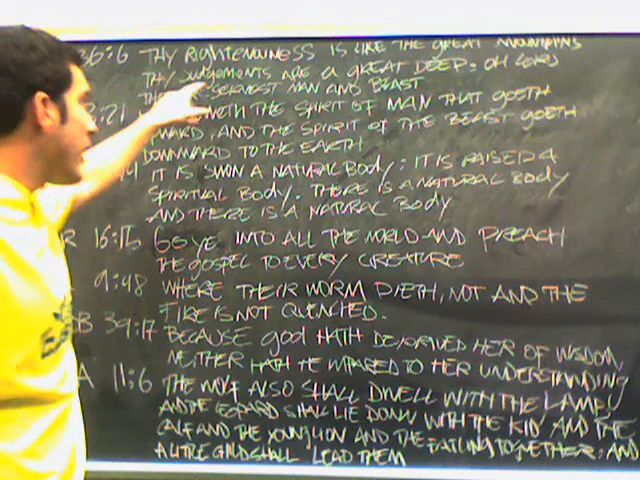 36:6 THY RIGHTEOUSNESS IS LIKE THE GREAT MOUNTAINS
THY JUDGEMENTS ARE A GREAT DEEP: OH LORD
MAN AND BEAST
:21 THE SPIRIT OF MAN THAT GOETH
WARD, AND THE SPIRIT OF THE BEAST GOETH
DOWNWARD TO THE EARTH
IT IS SWON A NATURAL BODY: IT IS RAISED A
SPIRITUAL BODY. THERE IS A NATURAL BODY
AND THERE IS A NATURAL BODY
R 16:15 GO YE INTO ALL THE WORLD AND PREACH
THE GOSPEL TO EVERY CREATURE
9:48 WHERE THEIR WORM DIETH, NOT AND THE
FIRE IS NOT QUENCHED.
B 39:17 BECAUSE GOD HATH DEPRIVED HER OF WISDOM,
NEITHER HATH HE IMPARED TO HER UNDERSTANDING
A 11:6 THE WOLF ALSO SHALL DWELL WITH THE LAMB,
AND THE LEOPARD SHALL LIE DOWN WITH THE KID, AND THE
CALF AND THE YOUNG LION AND THE FATLING TOGETHER; AND
A LITTLE CHILD SHALL LEAD THEM